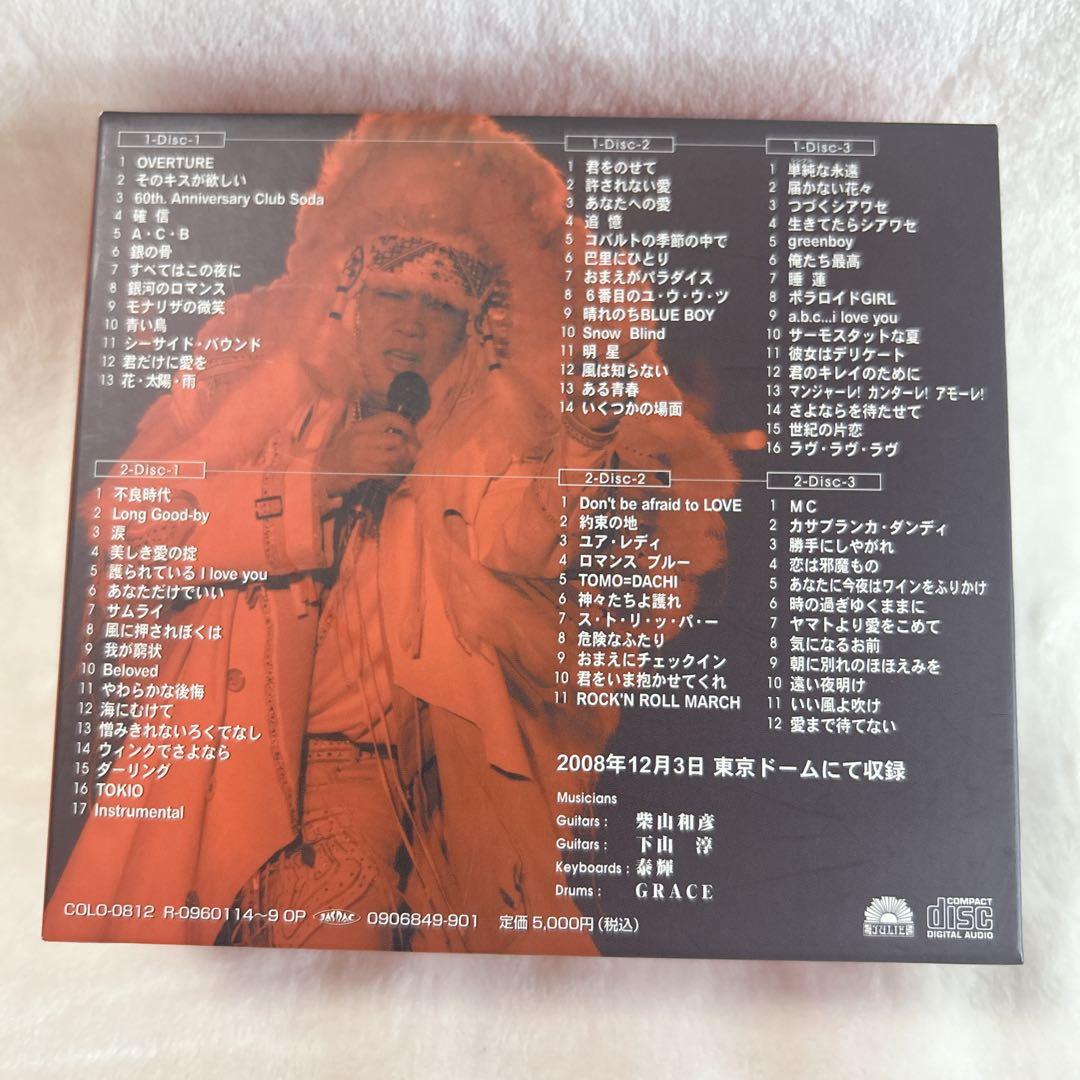 1-Disc-1
1 OVERTURE
2 そのキスが欲しい
3 60th. Anniversary Club Soda
4 確 信
5 A・C・B
6 銀の骨
7 すべてはこの夜に
8 銀河のロマンス
9 モナリザの微笑
10 青い鳥
11 シーサイド・バウンド
12 君だけに愛を
13 花・太陽・雨
1-Disc-2
1 君をのせて
2 許されない愛
3 あなたへの愛
4 追 憶
5 コバルトの季節の中で
6 巴里にひとり
7 おまえがパラダイス
8 6番目のユ・ウ・ウ・ツ
9 晴れのちBLUE BOY
10 Snow Blind
11 明 星
12 風は知らない
13 ある青春
14 いくつかの場面
1-Disc-3
1 単純な永遠
2 届かない花々
3 つづくシアワセ
4 生きてたらシアワセ
5 greenboy
6 俺たち最高
7 睡 蓮
8 ポラロイドGIRL
9 a.b.c...i love you
10 サーモスタットな夏
11 彼女はデリケート
12 君のキレイのために
13 マンジャーレ! カンターレ! アモーレ!
14 さよならを待たせて
15 世紀の片恋
16 ラヴ・ラヴ・ラヴ
2-Disc-1
1 不良時代
2 Long Good-by
3 涙
4 美しき愛の掟
5 護られている I love you
6 あなただけでいい
7 サムライ
8 風に押されぼくは
9 我が窮状
10 Beloved
11 やわらかな後悔
12 海にむけて
13 憎みきれないろくでなし
14 ウィンクでさよなら
15 ダーリング
16 TOKIO
17 Instrumental
2-Disc-2
1 Don't be afraid to LOVE
2 約束の地
3 ユア・レディ
4 ロマンス ブルー
5 TOMO=DACHI
6 神々たちよ護れ
7 ス・ト・リ・ッ・パ・ー
8 危険なふたり
9 おまえにチェックイン
10 君をいま抱かせてくれ
11 ROCK'N ROLL MARCH
2-Disc-3
1 M C
2 カサブランカ・ダンディ
3 勝手にしやがれ
4 恋は邪魔もの
5 あなたに今夜はワインをふりかけ
6 時の過ぎゆくままに
7 ヤマトより愛をこめて
8 気になるお前
9 朝に別れのほほえみを
10 遠い夜明け
11 いい風よ吹け
12 愛まで待てない
2008年12月3日 東京ドームにて収録
Musicians
Guitars : 柴山和彦
Guitars : 下山 淳
Keyboards : 泰輝
Drums : GRACE
COLO-0812 R-0960114〜9 OP JASRAC 0906849-901 定価 5,000円(税込)
JULIE
COMPACT disc DIGITAL AUDIO